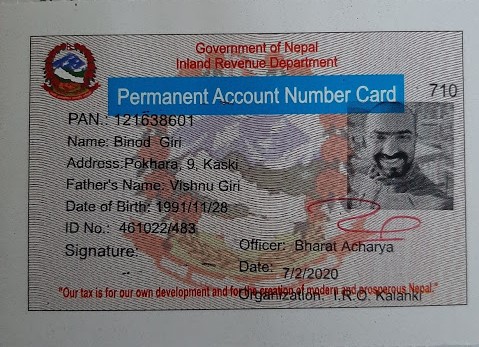 Government of Nepal
Inland Revenue Department
Permanent Account Number Card
710
PAN.: 121638601
Name: Binod Giri
Address:Pokhara, 9, Kaski
Father's Name: Vishnu Giri
Date of Birth: 1991/11/28
ID No.: 461022/483
Signature:
Officer: Bharat Acharya
Date: 7/2/2020
"Our tax is for our own development and for the creation of modern and prosperous Nepal."
Organization: I.R.O. Kalanki